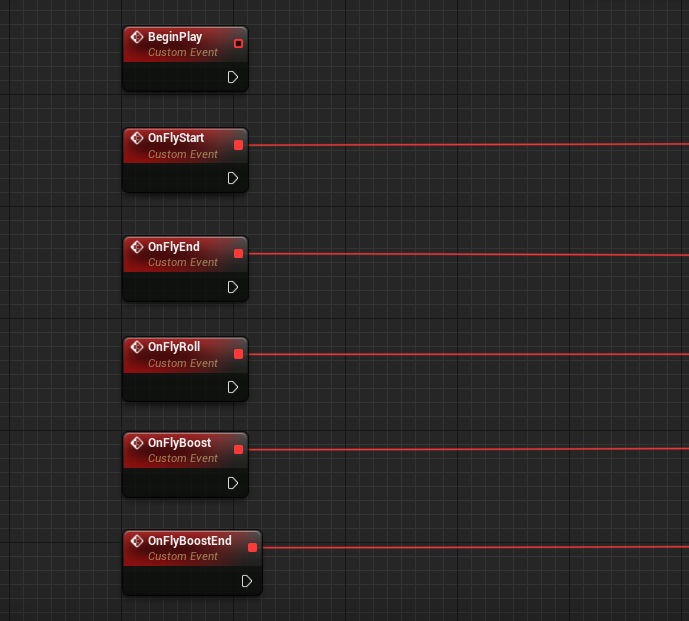 BeginPlay
Custom Event
OnFlyStart
Custom Event
OnFlyEnd
Custom Event
OnFlyRoll
Custom Event
OnFlyBoost
Custom Event
OnFlyBoostEnd
Custom Event